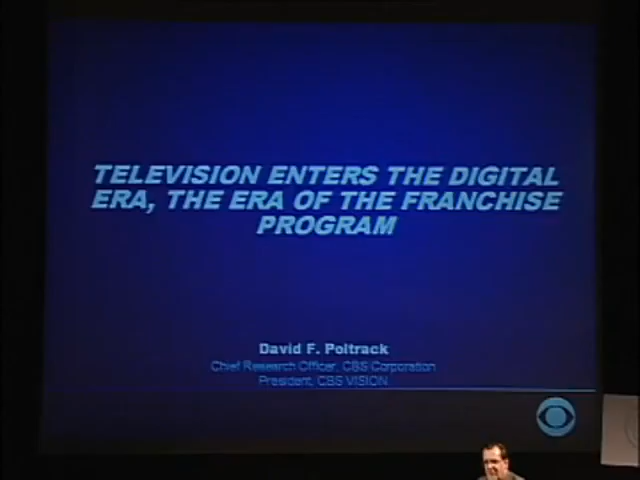 TELEVISION ENTERS THE DIGITAL
ERA, THE ERA OF THE FRANCHISE
PROGRAM
David F. Poltrack
Chief Research Officer, CBS Corporation
President, CBS VISION